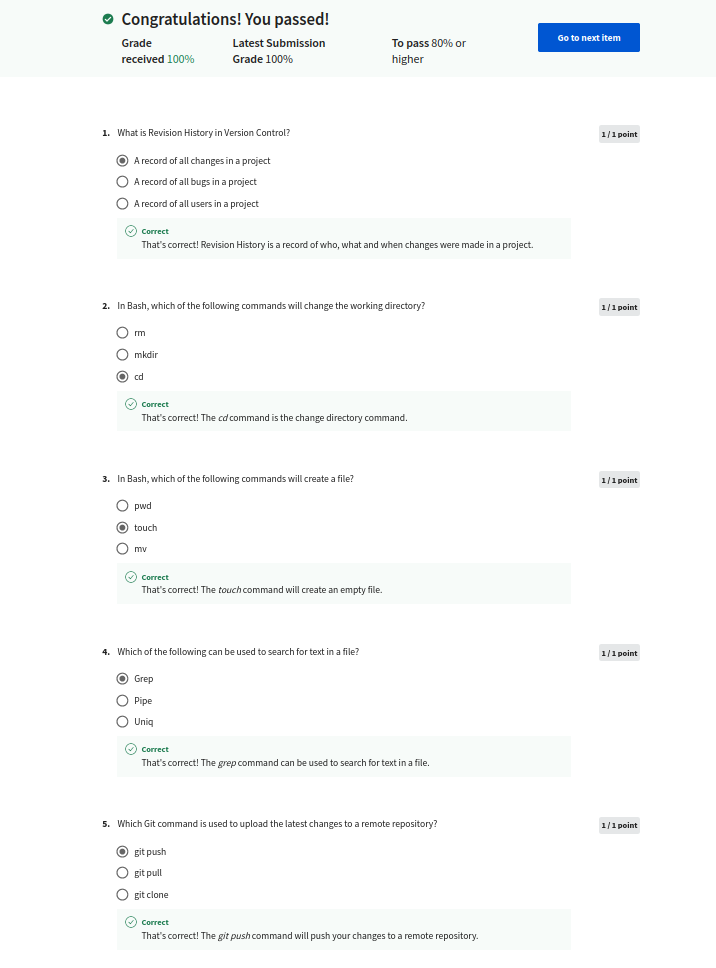 Congratulations! You passed!
Grade received 100%
Latest Submission Grade 100%
To pass 80% or higher
Go to next item
1. What is Revision History in Version Control?
1 / 1 point
A record of all changes in a project
A record of all bugs in a project
A record of all users in a project
Correct
That's correct! Revision History is a record of who, what and when changes were made in a project.
2. In Bash, which of the following commands will change the working directory?
1 / 1 point
rm
mkdir
cd
Correct
That's correct! The cd command is the change directory command.
3. In Bash, which of the following commands will create a file?
1 / 1 point
pwd
touch
mv
Correct
That's correct! The touch command will create an empty file.
4. Which of the following can be used to search for text in a file?
1 / 1 point
Grep
Pipe
Uniq
Correct
That's correct! The grep command can be used to search for text in a file.
5. Which Git command is used to upload the latest changes to a remote repository?
1 / 1 point
git push
git pull
git clone
Correct
That's correct! The git push command will push your changes to a remote repository.